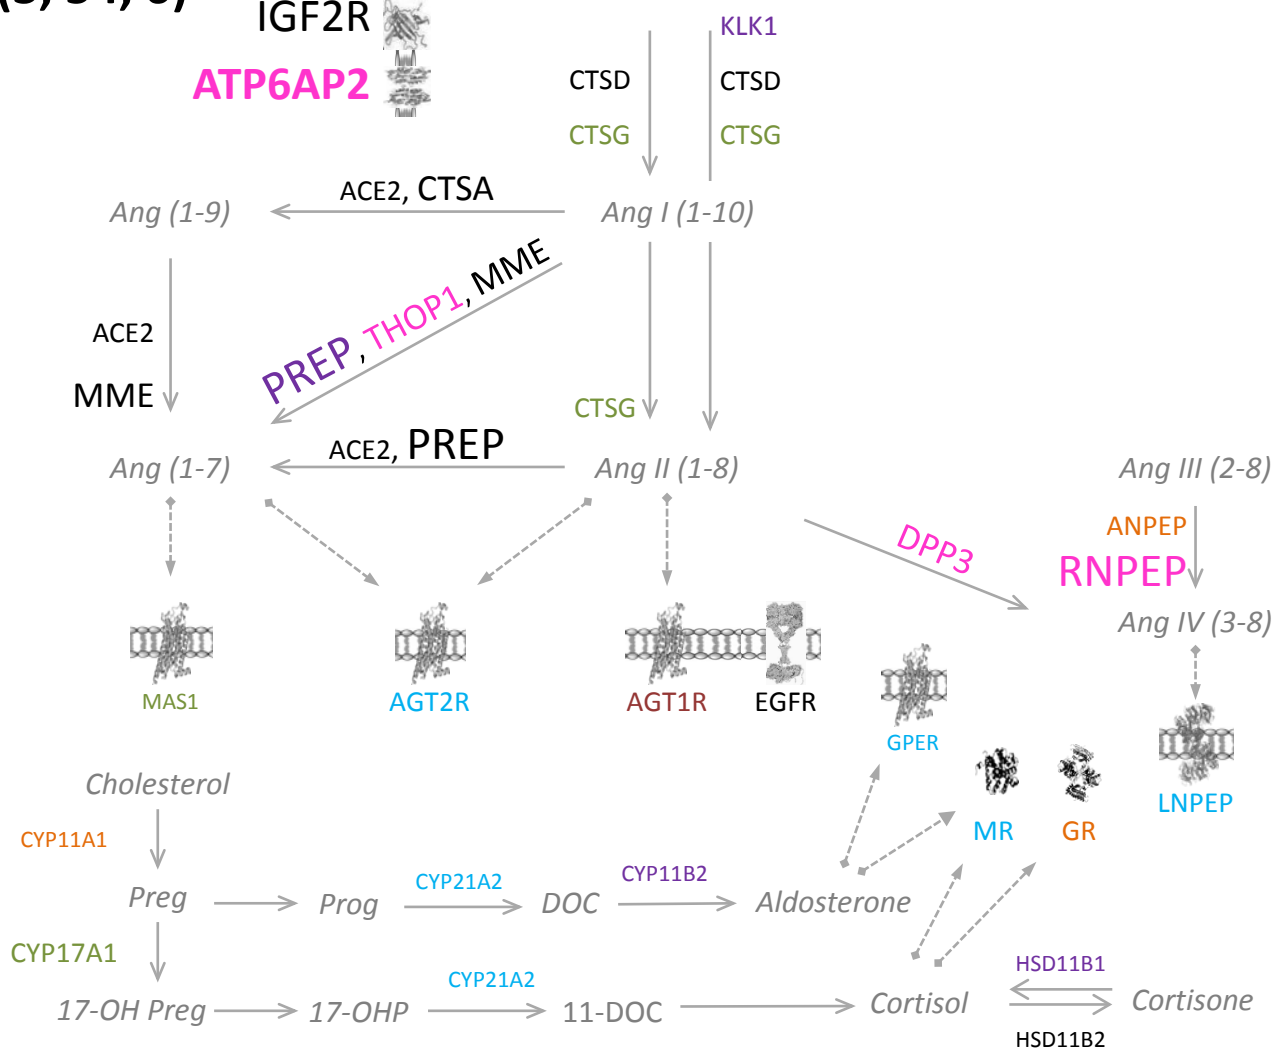 (3, 34, 6)
IGF2R
ATP6AP2
KLK1
CTSD
CTSD
CTSG
CTSG
ACE2, CTSA
Ang (1-9)
Ang I (1-10)
PREP, THOP1, MME
ACE2
MME
CTSG
ACE2, PREP
Ang (1-7)
Ang II (1-8)
Ang III (2-8)
ANPEP
DPP3
RNPEP
Ang IV (3-8)
MAS1
AGT2R
AGT1R
EGFR
GPER
LNPEP
MR
GR
Cholesterol
CYP11A1
Preg
Prog
CYP21A2
DOC
CYP11B2
Aldosterone
CYP17A1
17-OH Preg
17-OHP
CYP21A2
11-DOC
Cortisol
HSD11B1
Cortisone
HSD11B2